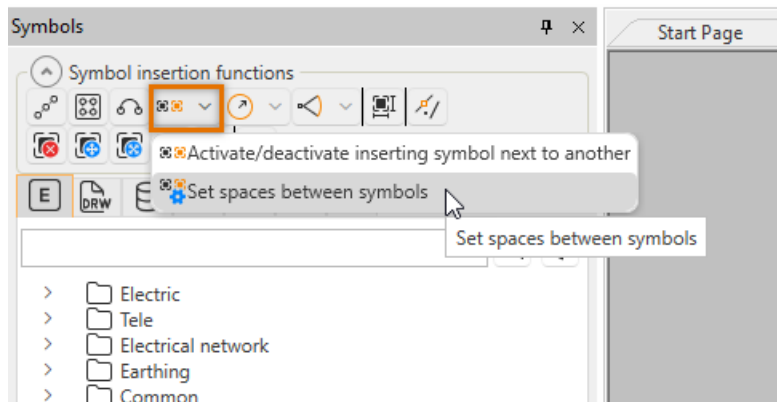 Symbols
Start Page
Symbol insertion functions
Activate/deactivate inserting symbol next to another
E
DRW
Set spaces between symbols
Set spaces between symbols
Electric
Tele
Electrical network
Earthing
Common